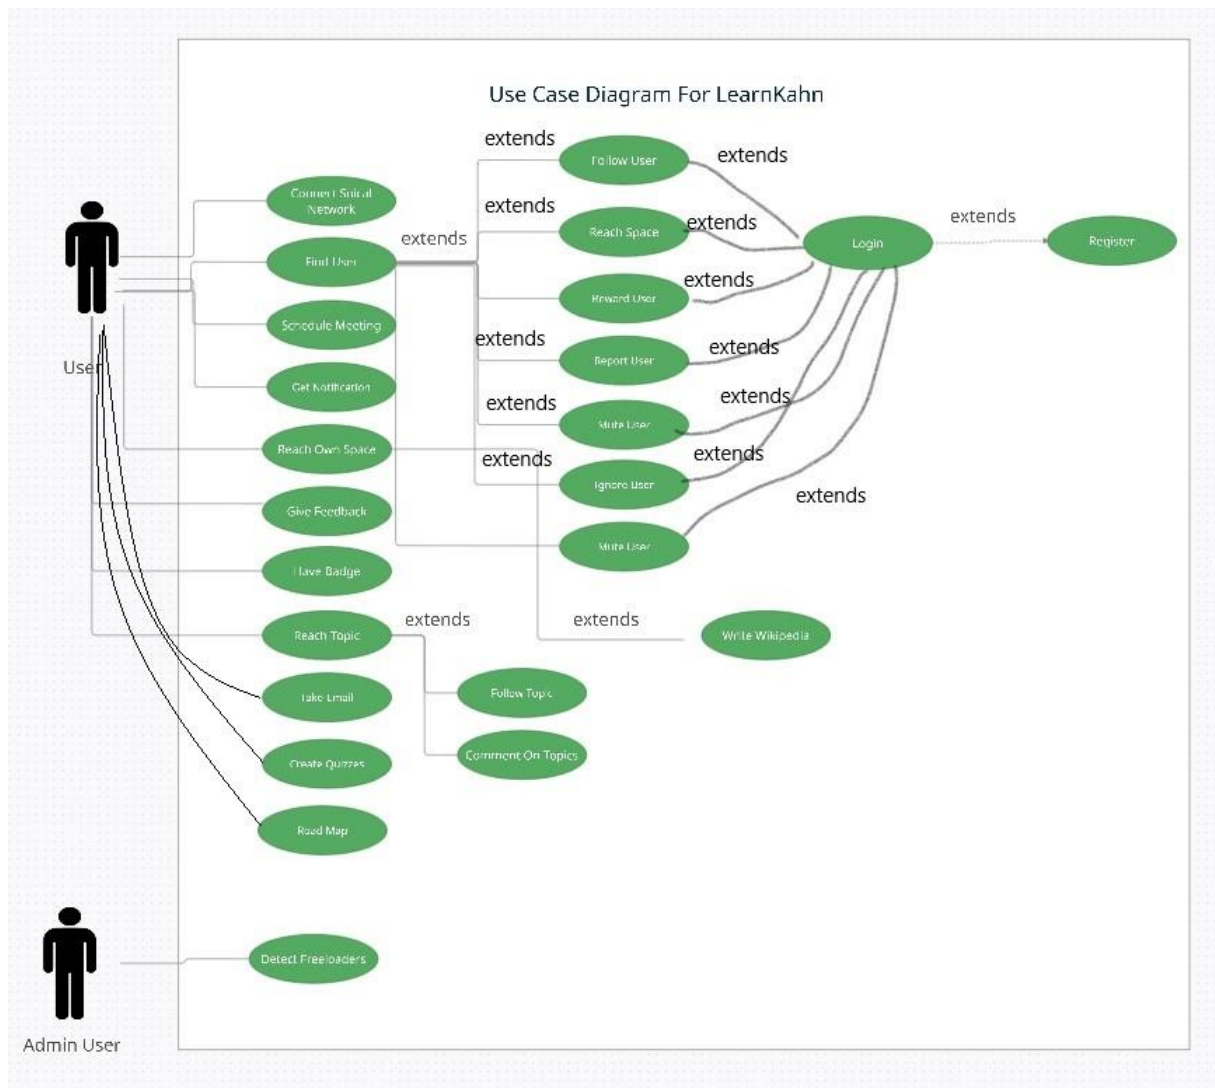 Use Case Diagram For LearnKahn
extends
Follow User
extends
Connect Soical
Network
extends
Reach Space
extends
Login
extends
Register
extends
Find User
extends
Reward User
Schedule Meeting
extends
Report User
extends
User
Get Notification
extends
Mute User
extends
Reach Own Space
extends
Ignore User
extends
extends
Give Feedback
Mute User
Have Badge
Reach Topic
extends
extends
Write Wikipedia
Take Email
Follow Topic
Comment On Topics
Create Quizzes
Road Map
Detect Freeloaders
Admin User